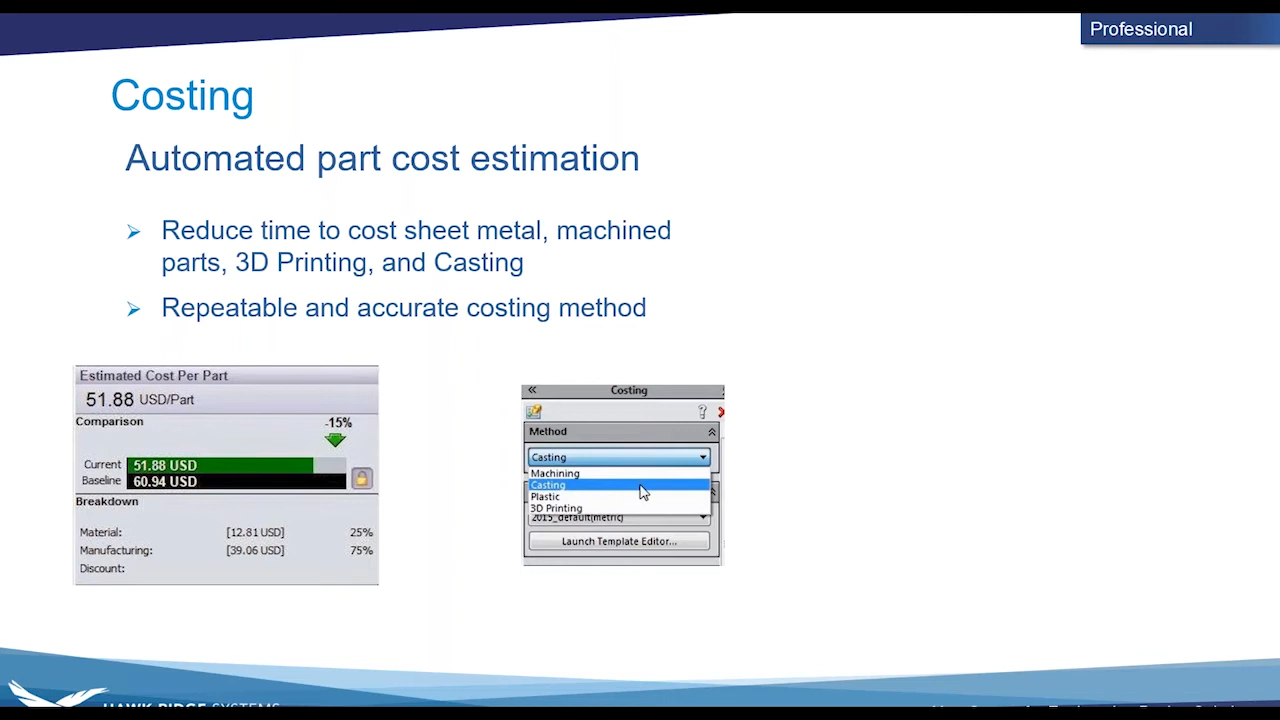 Professional
Costing
Automated part cost estimation
Reduce time to cost sheet metal, machined
parts, 3D Printing, and Casting
Repeatable and accurate costing method
Estimated Cost Per Part
51.88 USD/Part
Comparison
-15%
Current 51.88 USD
Baseline 60.94 USD
Breakdown
Material: [12.81 USD] 25%
Manufacturing: [39.06 USD] 75%
Discount:
Costing
Method
Casting
Machining
Casting
Plastic
3D Printing
2015_default(metric)
Launch Template Editor...
HAWK RIDGE SYSTEMS